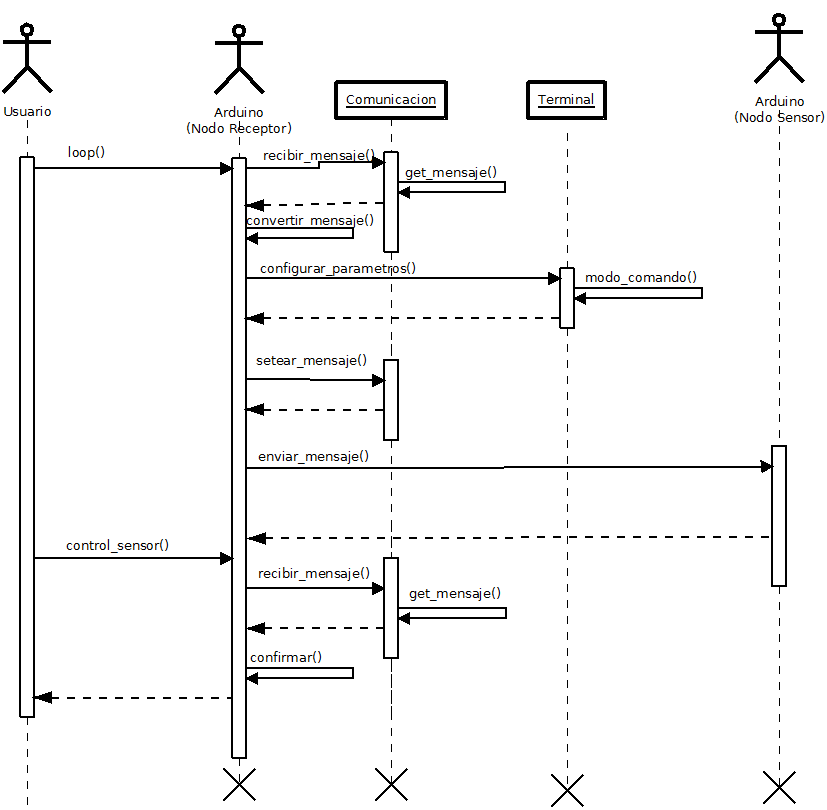 Usuario
Arduino
(Nodo Receptor)
Comunicacion
Terminal
Arduino
(Nodo Sensor)
loop()
recibir_mensaje()
get_mensaje()
convertir_mensaje()
configurar_parametros()
modo_comando()
setear_mensaje()
enviar_mensaje()
control_sensor()
recibir_mensaje()
get_mensaje()
confirmar()